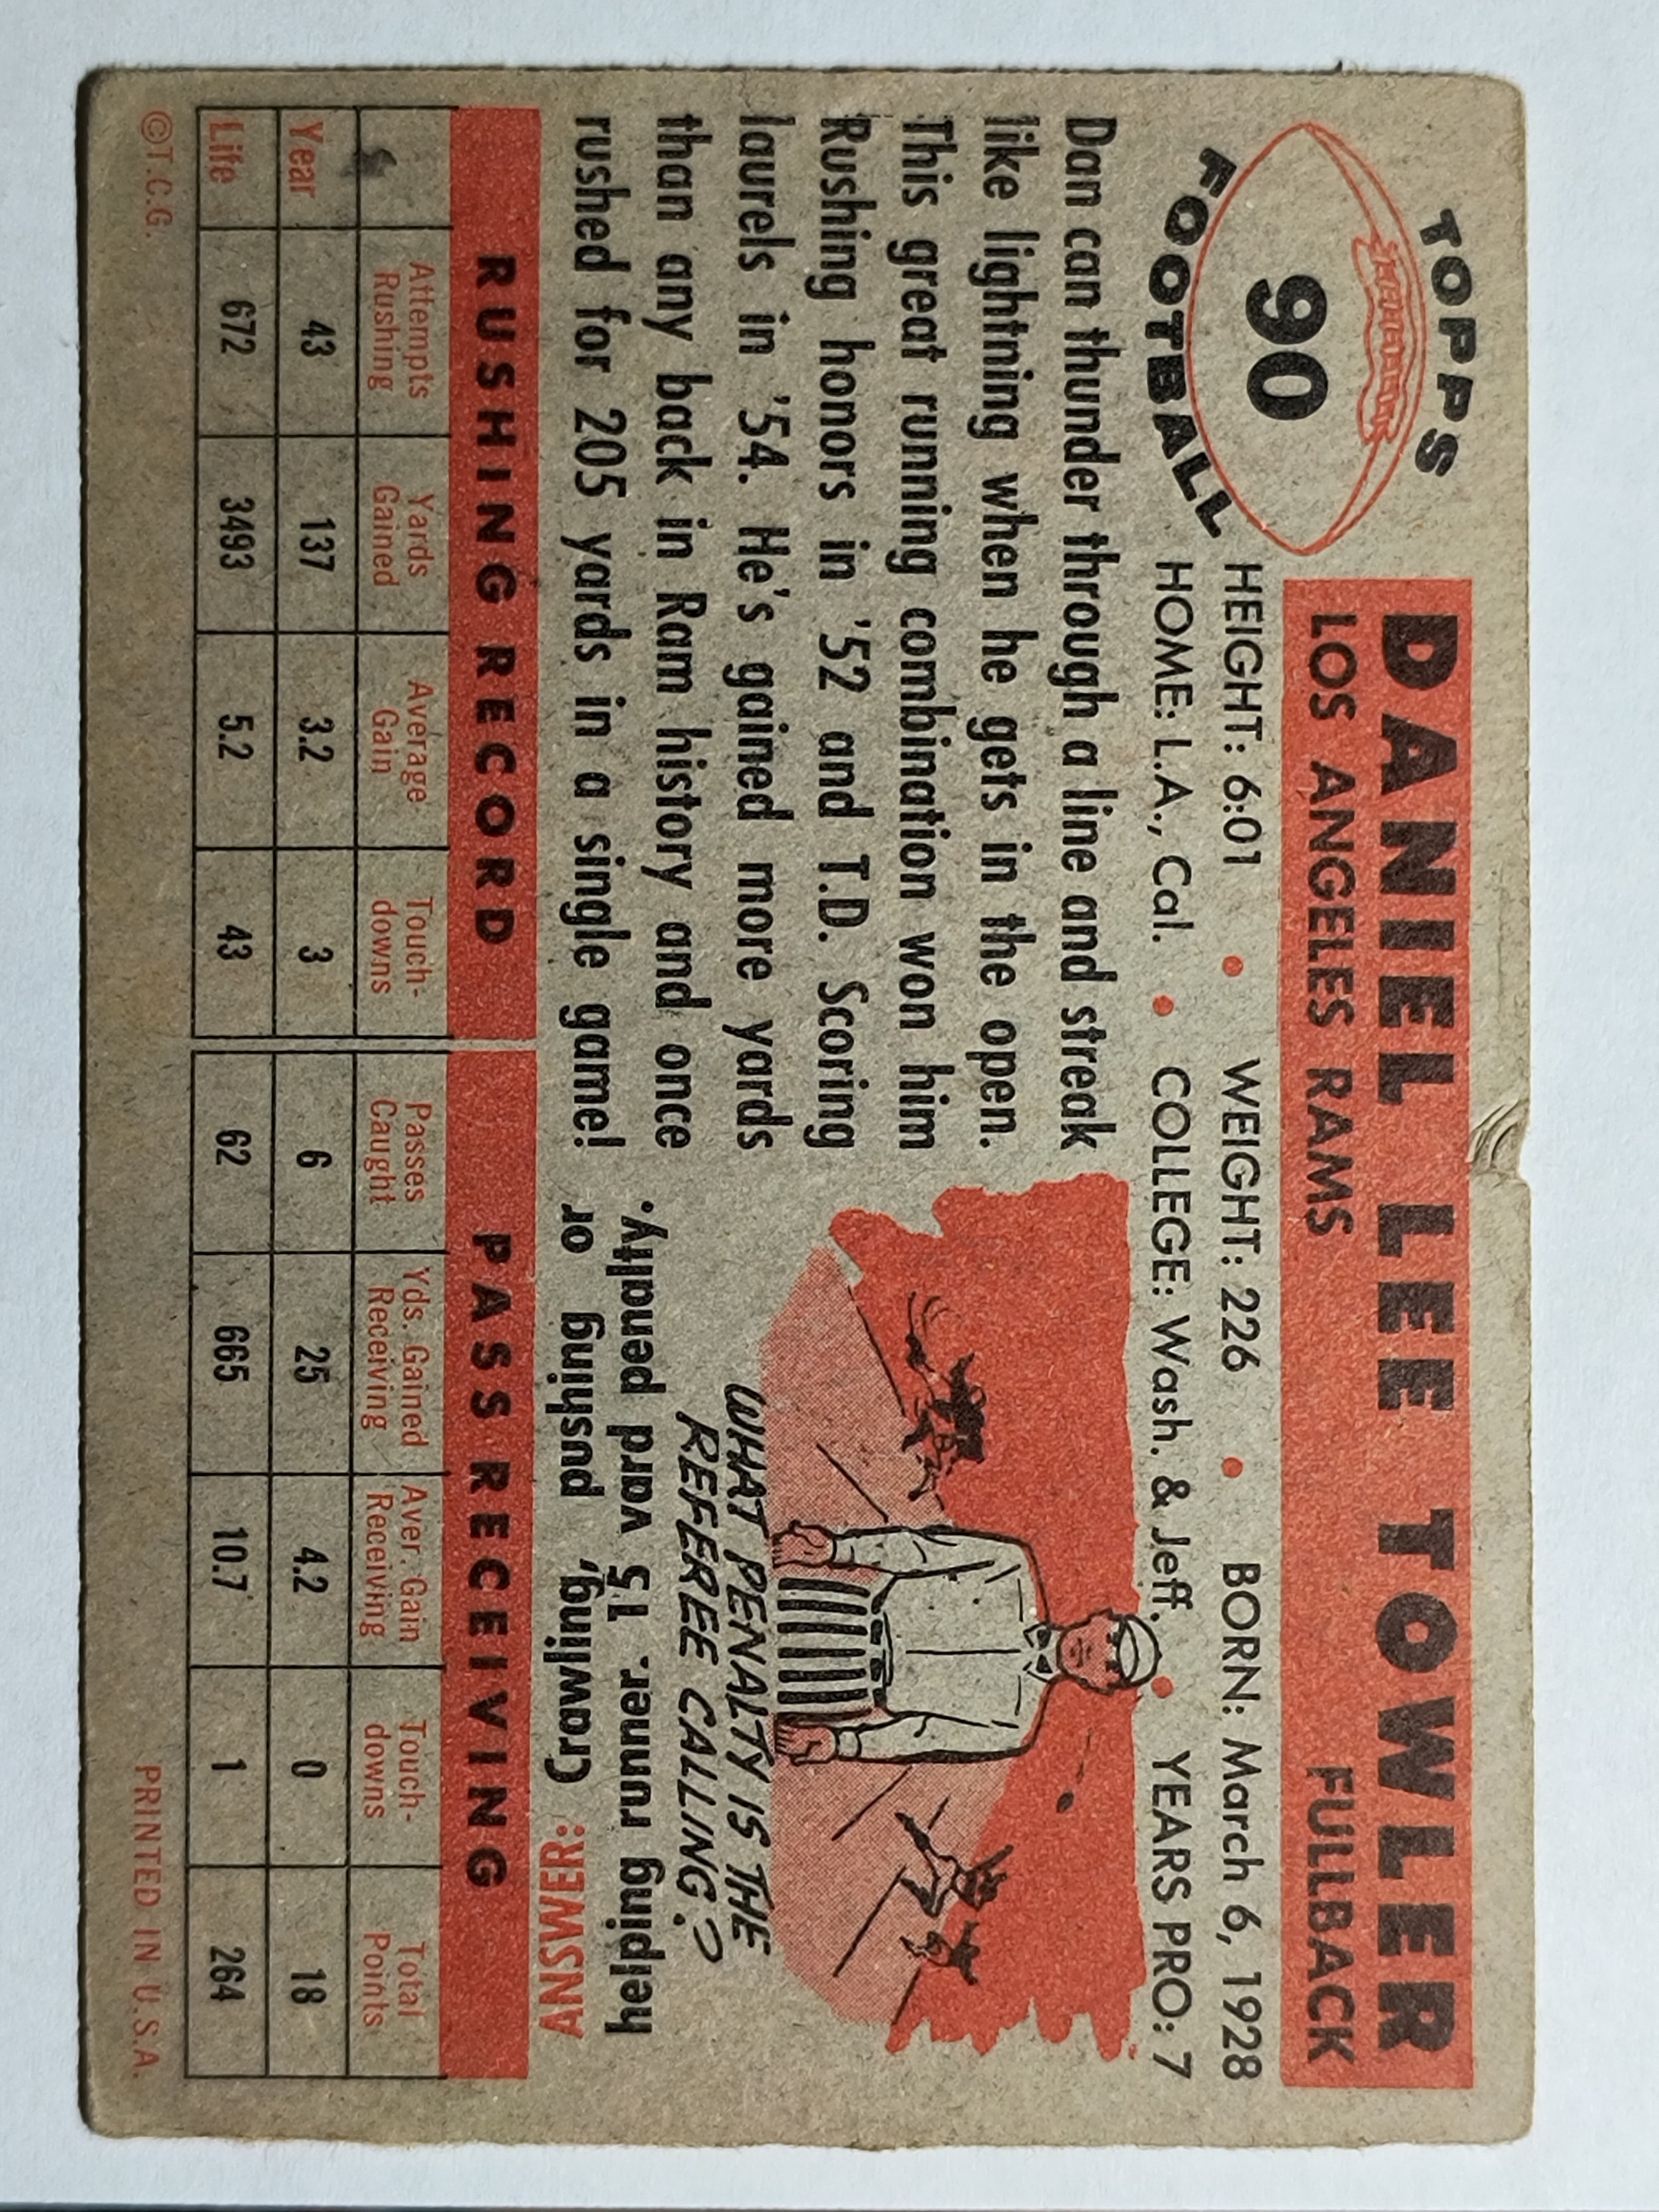 TOPPS
90
FOOTBALL
DANIEL LEE TOWLER
LOS ANGELES RAMS FULLBACK
HEIGHT: 6:01 • WEIGHT: 226 • BORN: March 6, 1928
HOME: L.A., Cal. • COLLEGE: Wash. & Jeff. • YEARS PRO: 7
Dan can thunder through a line and streak
like lightning when he gets in the open.
This great running combination won him
Rushing honors in '52 and T.D. Scoring
laurels in '54. He's gained more yards
than any back in Ram history and once
rushed for 205 yards in a single game!
WHAT PENALTY IS THE
REFEREE CALLING?
ANSWER: Crawling, pushing or
helping runner. 15 yard penalty.
RUSHING RECORD PASS RECEIVING
Attempts Rushing Yards Gained Average Gain Touch-downs Passes Caught Yds. Gained Receiving Aver. Gain Receiving Touch-downs Total Points
Year 43 137 3.2 3 6 25 4.2 0 18
Life 672 3493 5.2 43 62 665 10.7 1 264
©T.C.G. PRINTED IN U.S.A.